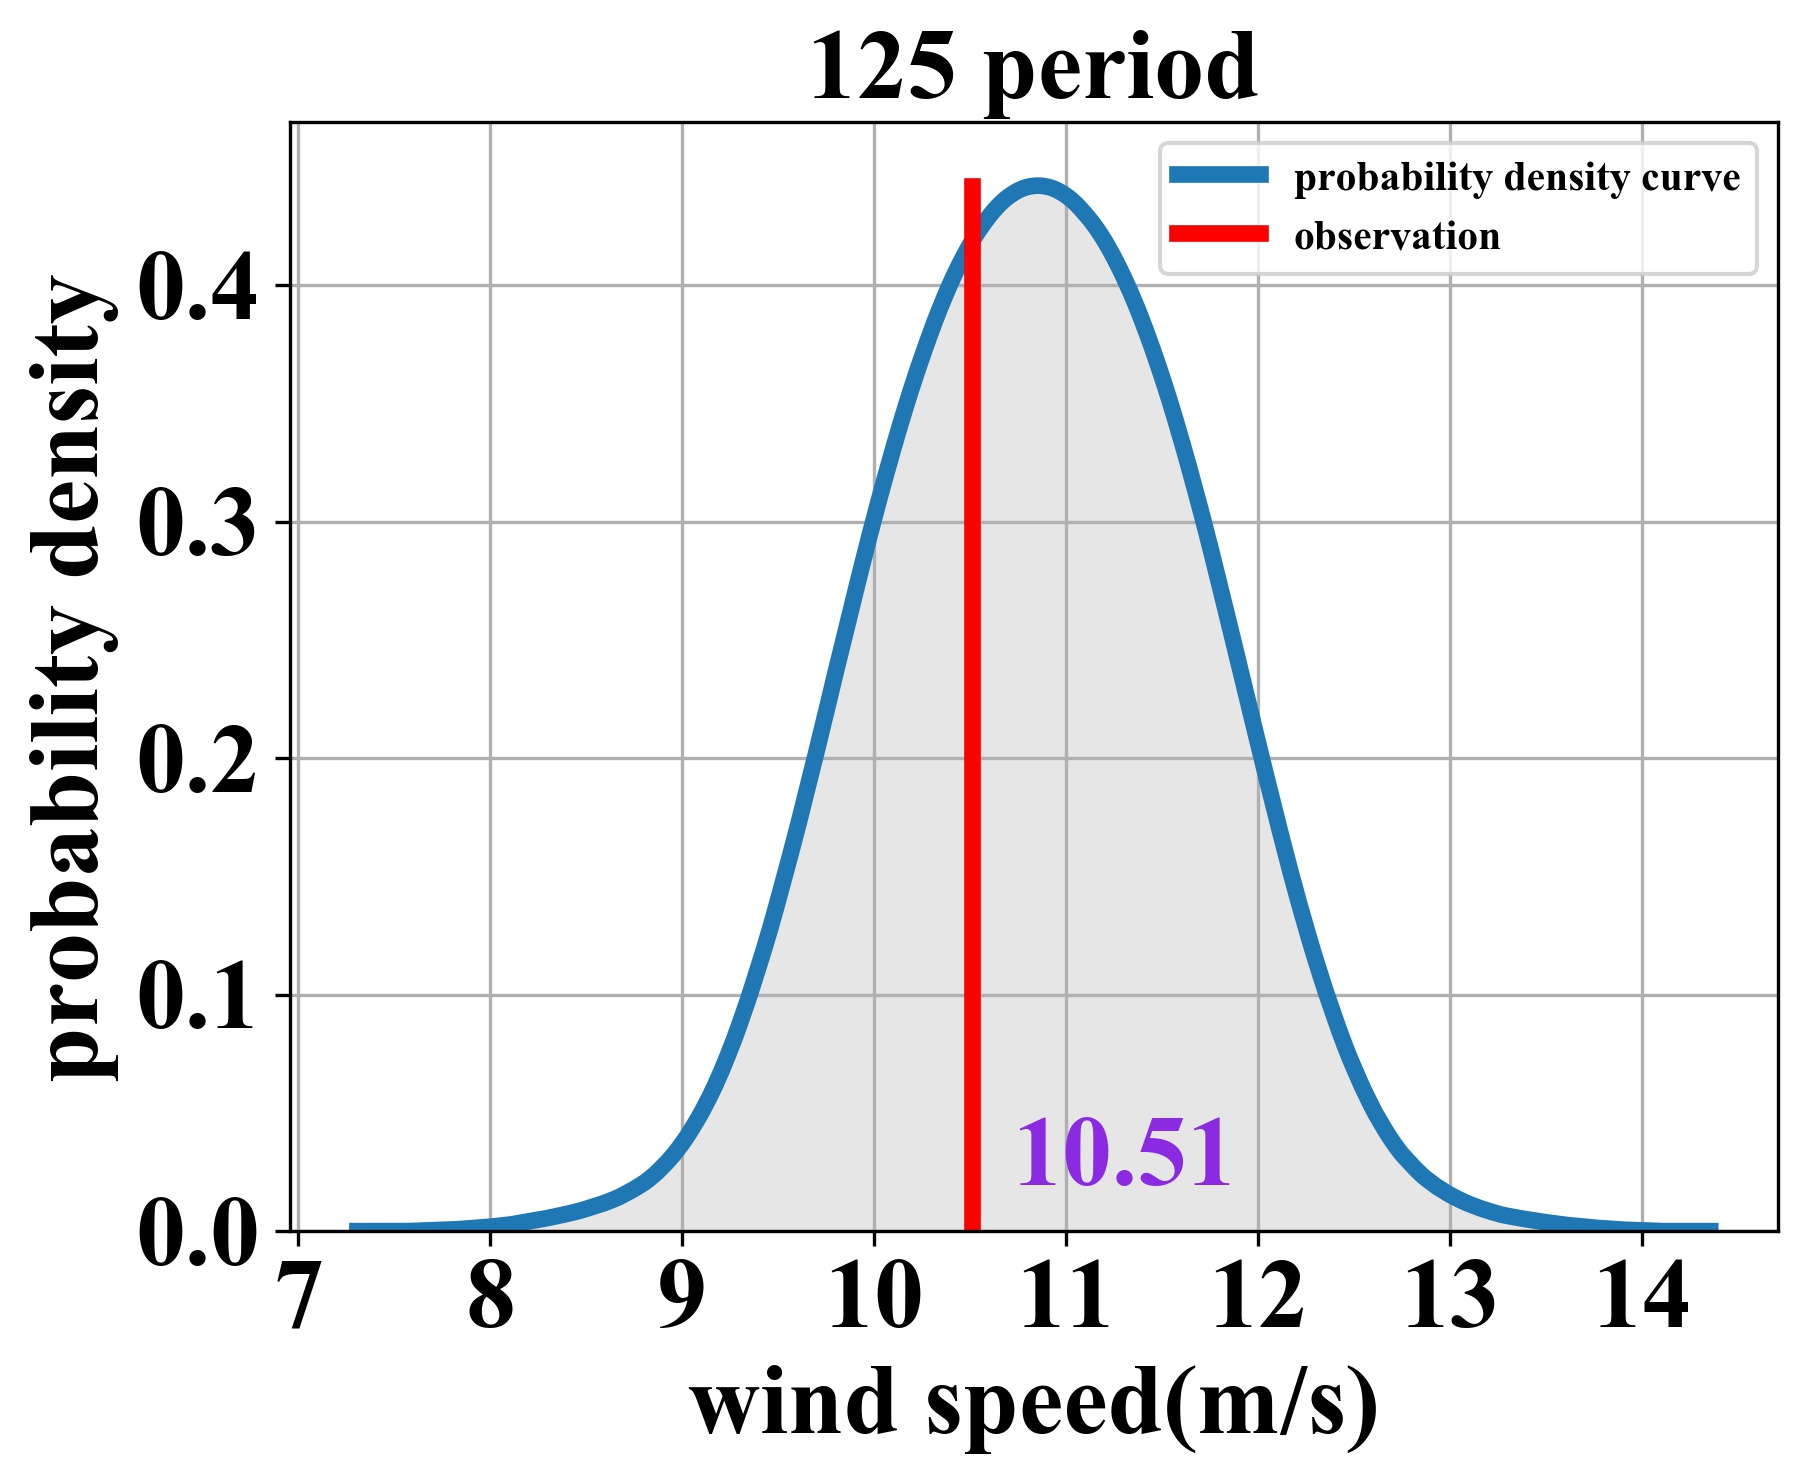 125 period
probability density curve
observation
probability density
0.4
0.3
0.2
0.1
0.0
10.51
7 8 9 10 11 12 13 14
wind speed(m/s)